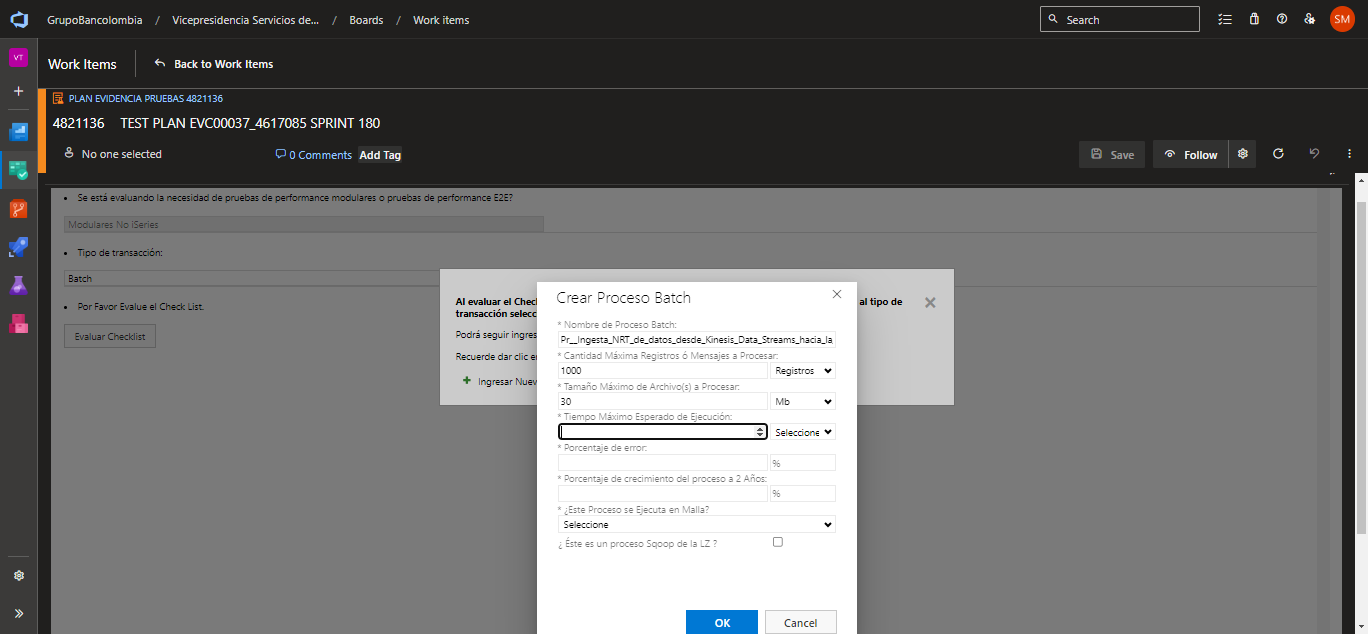 GrupoBancolombia / Vicepresidencia Servicios de... / Boards / Work items
Search
SM
VT
Work Items
Back to Work Items
PLAN EVIDENCIA PRUEBAS 4821136
4821136 TEST PLAN EVC00037_4617085 SPRINT 180
No one selected
0 Comments
Add Tag
Save
Follow
• Se está evaluando la necesidad de pruebas de performance modulares o pruebas de performance E2E?
Modulares No ISeries
• Tipo de transacción:
Batch
• Por Favor Evalue el Check List.
Evaluar Checklist
Al evaluar el Chec
al tipo de
transacción selecc
Podrá seguir ingres
Recuerde dar clic e
+ Ingresar Nuev
Crear Proceso Batch
* Nombre de Proceso Batch:
Pr__Ingesta_NRT_de_datos_desde_Kinesis_Data_Streams_hacia_la_
* Cantidad Máxima Registros ó Mensajes a Procesar:
1000 Registros
* Tamaño Máximo de Archivo(s) a Procesar:
30 Mb
* Tiempo Máximo Esperado de Ejecución:
Seleccione
* Porcentaje de error:
%
* Porcentaje de crecimiento del proceso a 2 Años:
%
* ¿Este Proceso se Ejecuta en Malla?
Seleccione
¿ Éste es un proceso Sqoop de la LZ ?
OK
Cancel